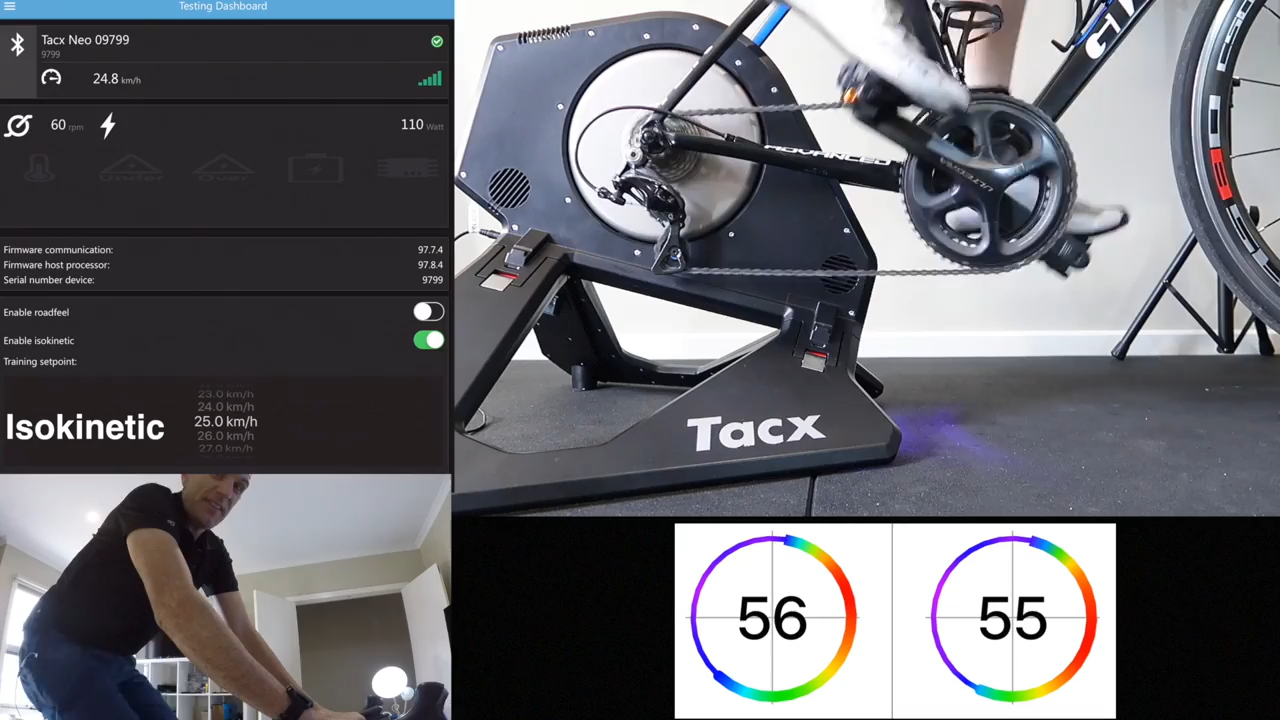 Testing Dashboard
Tacx Neo 09799
9799
24.8 km/h
60 rpm
110 Watt
Under
Over
Firmware communication: 97.7.4
Firmware host processor: 97.8.4
Serial number device: 9799
Enable roadfeel
Enable isokinetic
Training setpoint:
23.0 km/h
24.0 km/h
25.0 km/h
26.0 km/h
27.0 km/h
Isokinetic
ADVANCED
ULTEGRA
Tacx
56
55